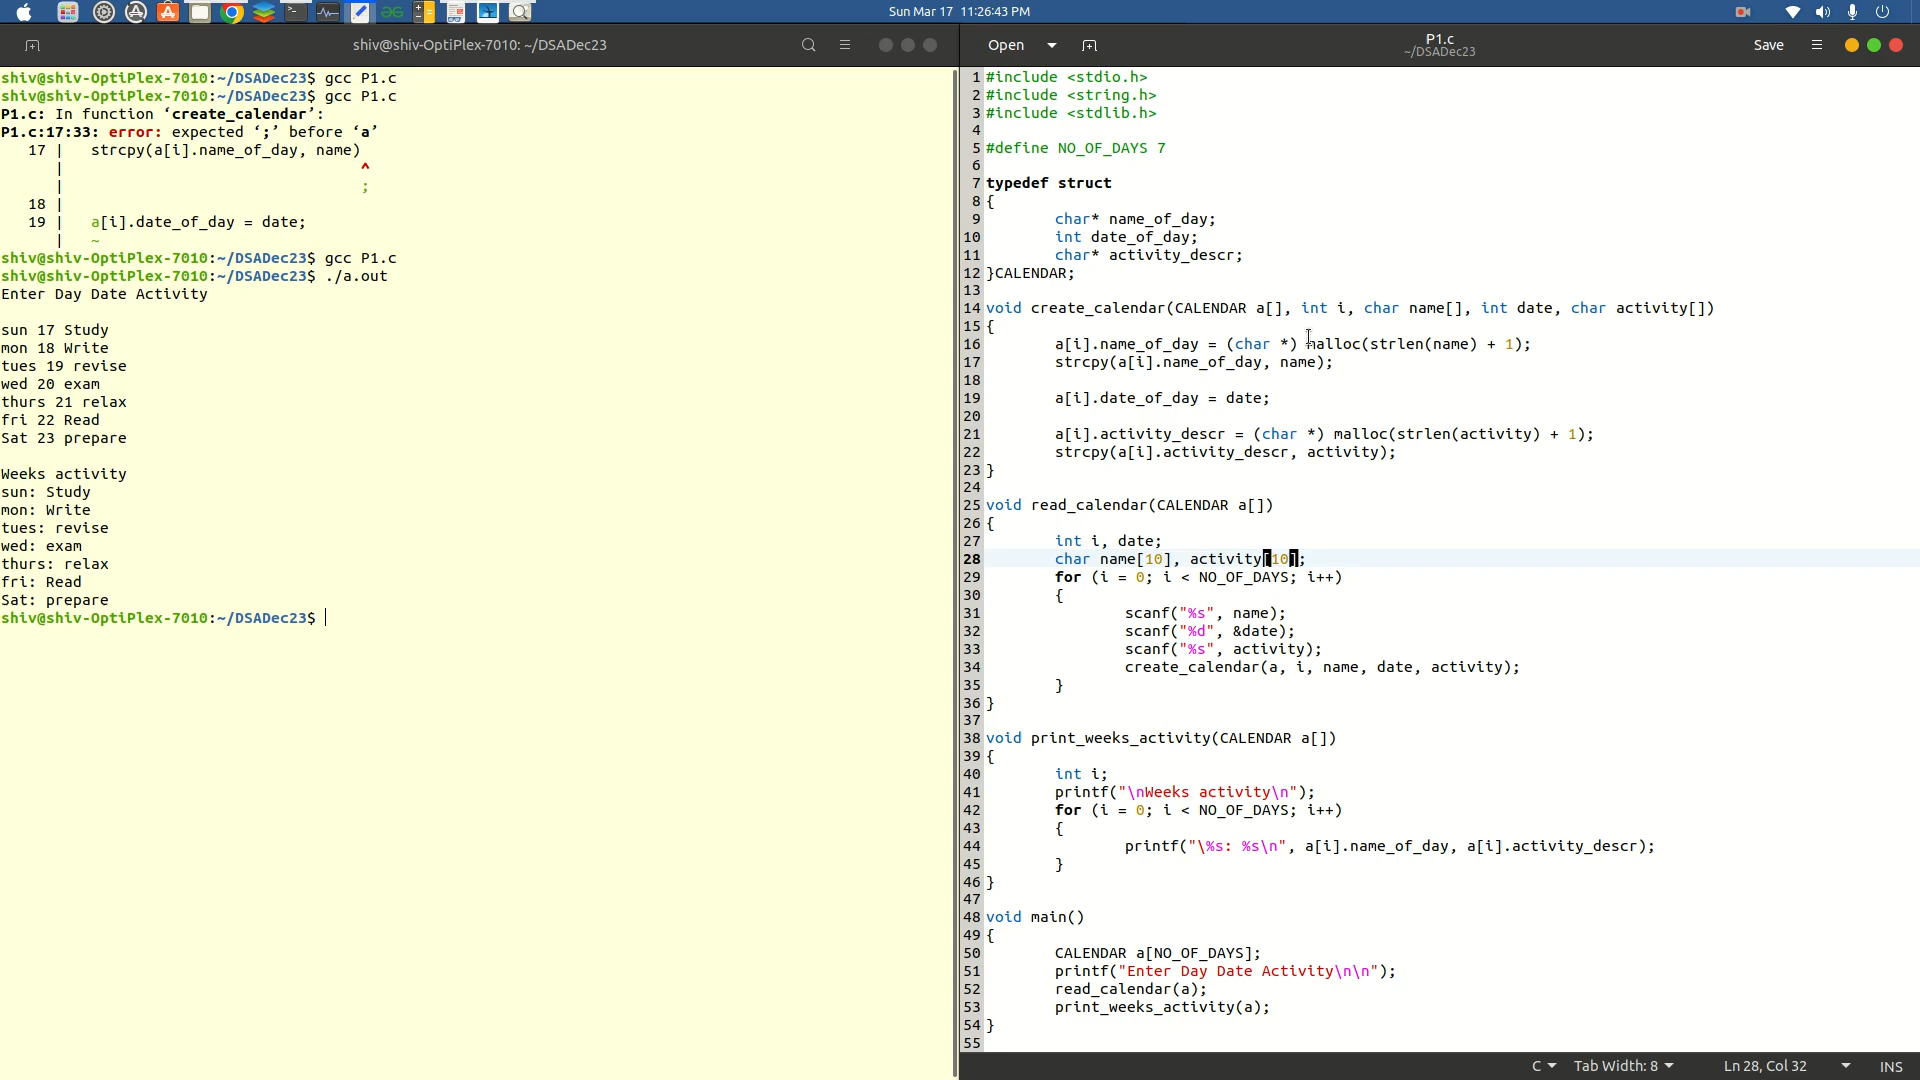 Sun Mar 17 11:26:43 PM
shiv@shiv-OptiPlex-7010: ~/DSADec23
shiv@shiv-OptiPlex-7010:~/DSADec23$ gcc P1.c
shiv@shiv-OptiPlex-7010:~/DSADec23$ gcc P1.c
P1.c: In function ‘create_calendar’:
P1.c:17:33: error: expected ‘;’ before ‘a’
17 | strcpy(a[i].name_of_day, name)
| ^
| ;
18 |
19 | a[i].date_of_day = date;
| ~
shiv@shiv-OptiPlex-7010:~/DSADec23$ gcc P1.c
shiv@shiv-OptiPlex-7010:~/DSADec23$ ./a.out
Enter Day Date Activity
sun 17 Study
mon 18 Write
tues 19 revise
wed 20 exam
thurs 21 relax
fri 22 Read
Sat 23 prepare
Weeks activity
sun: Study
mon: Write
tues: revise
wed: exam
thurs: relax
fri: Read
Sat: prepare
shiv@shiv-OptiPlex-7010:~/DSADec23$
Open
P1.c
~/DSADec23
Save
1 #include <stdio.h>
2 #include <string.h>
3 #include <stdlib.h>
4
5 #define NO_OF_DAYS 7
6
7 typedef struct
8 {
9 char* name_of_day;
10 int date_of_day;
11 char* activity_descr;
12 }CALENDAR;
13
14 void create_calendar(CALENDAR a[], int i, char name[], int date, char activity[])
15 {
16 a[i].name_of_day = (char *) malloc(strlen(name) + 1);
17 strcpy(a[i].name_of_day, name);
18
19 a[i].date_of_day = date;
20
21 a[i].activity_descr = (char *) malloc(strlen(activity) + 1);
22 strcpy(a[i].activity_descr, activity);
23 }
24
25 void read_calendar(CALENDAR a[])
26 {
27 int i, date;
28 char name[10], activity[10];
29 for (i = 0; i < NO_OF_DAYS; i++)
30 {
31 scanf("%s", name);
32 scanf("%d", &date);
33 scanf("%s", activity);
34 create_calendar(a, i, name, date, activity);
35 }
36 }
37
38 void print_weeks_activity(CALENDAR a[])
39 {
40 int i;
41 printf("\nWeeks activity\n");
42 for (i = 0; i < NO_OF_DAYS; i++)
43 {
44 printf("\%s: %s\n", a[i].name_of_day, a[i].activity_descr);
45 }
46 }
47
48 void main()
49 {
50 CALENDAR a[NO_OF_DAYS];
51 printf("Enter Day Date Activity\n\n");
52 read_calendar(a);
53 print_weeks_activity(a);
54 }
55
C Tab Width: 8 Ln 28, Col 32 INS